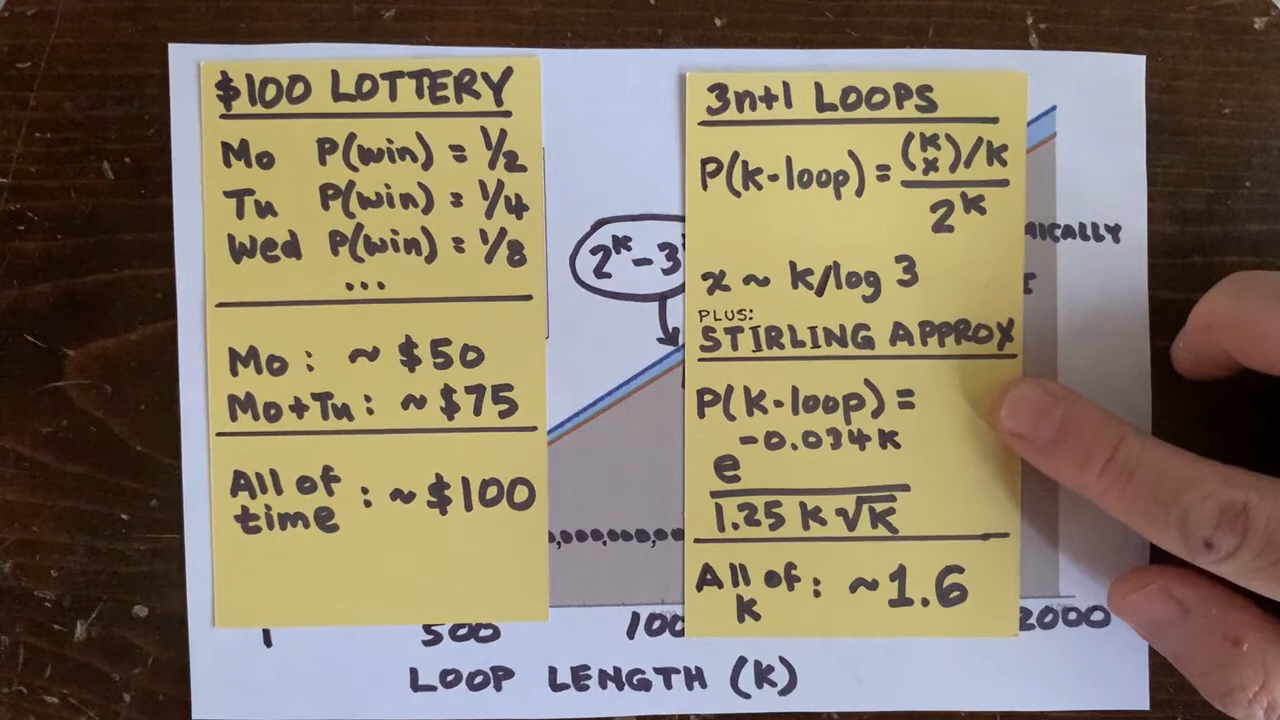 $100 LOTTERY
Mo P(win) = 1/2
Tu P(win) = 1/4
Wed P(win) = 1/8
...
Mo: ~ $50
Mo+Tu: ~ $75
All of time : ~ $100
3n+1 LOOPS
P(k-loop) = (k x)/k
2^k
x ~ k/log 3
PLUS:
STIRLING APPROX
P(k-loop) =
e^-0.034k
1.25 k √k
All of k : ~1.6
2^k - 3
1 500 2000
LOOP LENGTH (K)